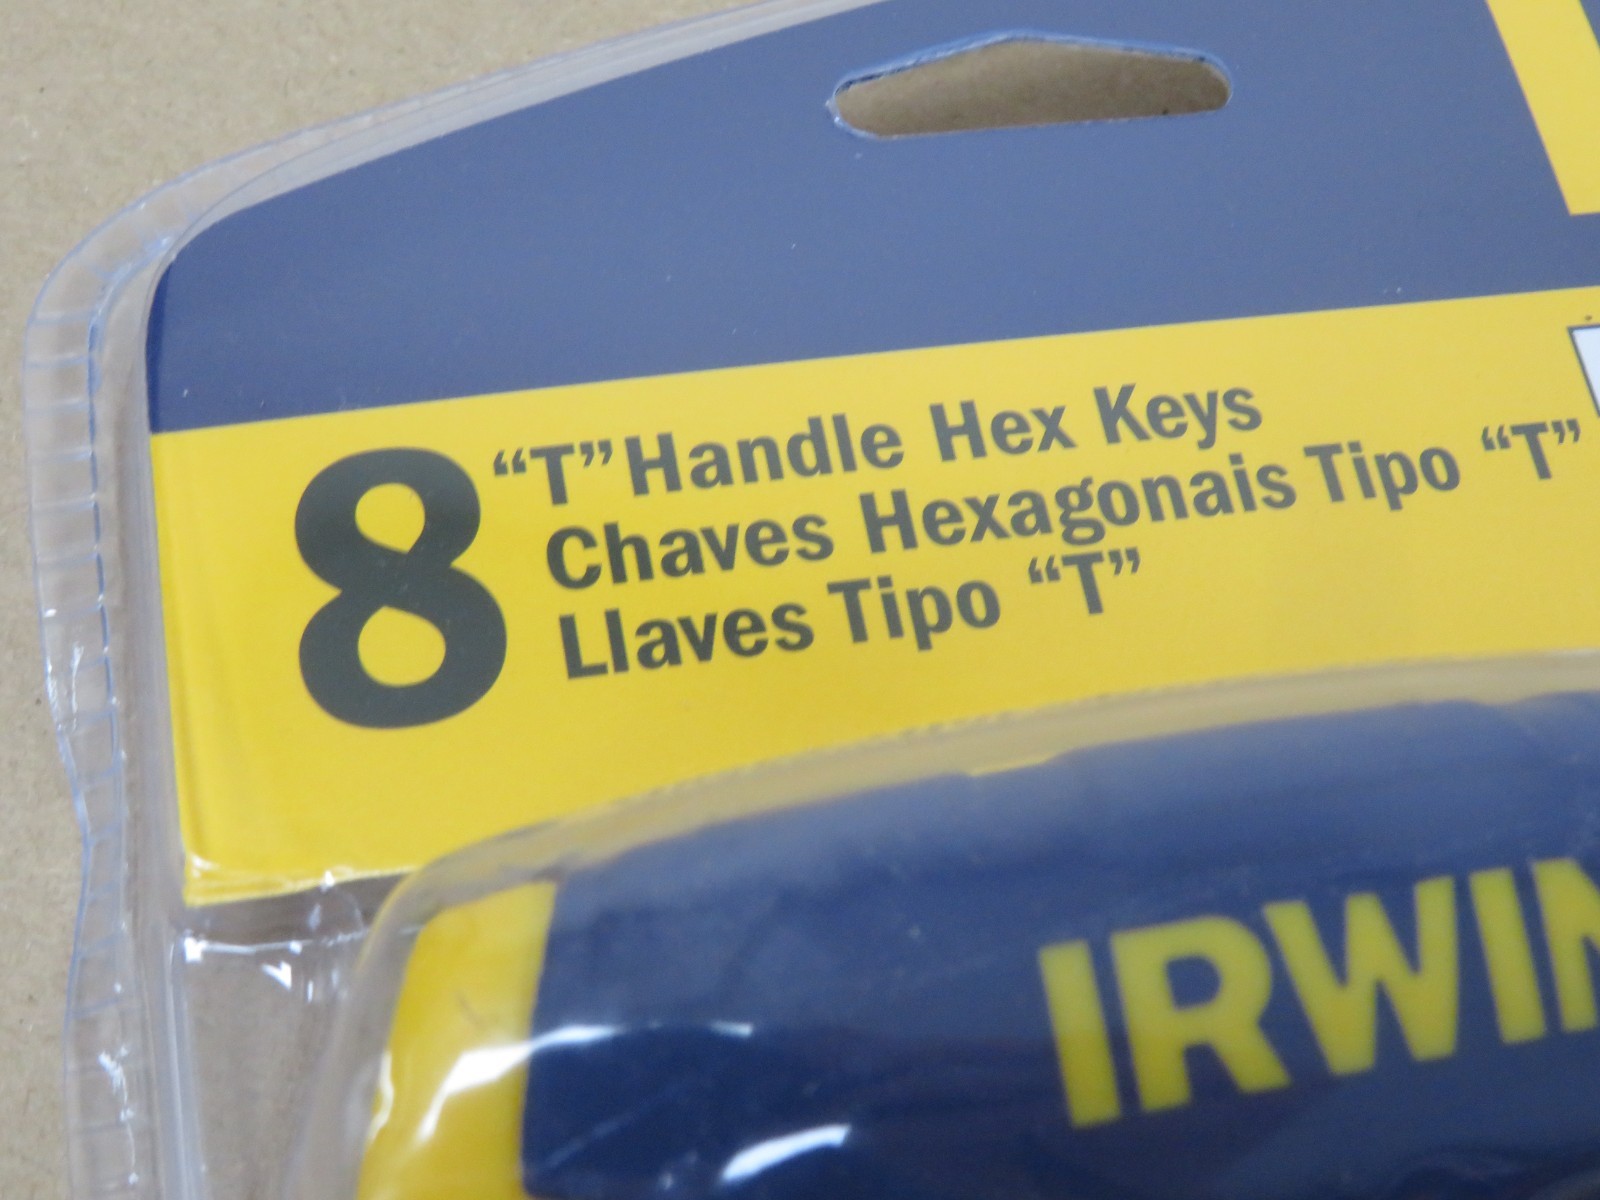 8 “T” Handle Hex Keys
Chaves Hexagonais Tipo “T”
Llaves Tipo “T”
IRWIN